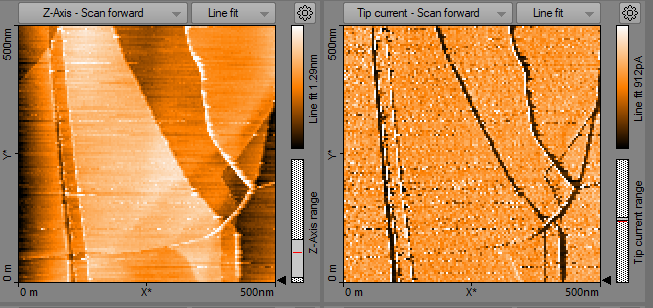 Z-Axis - Scan forward
Line fit
500nm
Y*
0 m
0 m
X*
500nm
Line fit 1.29nm
Z-Axis range
Tip current - Scan forward
Line fit
500nm
Y*
0 m
0 m
X*
500nm
Line fit 912pA
Tip current range